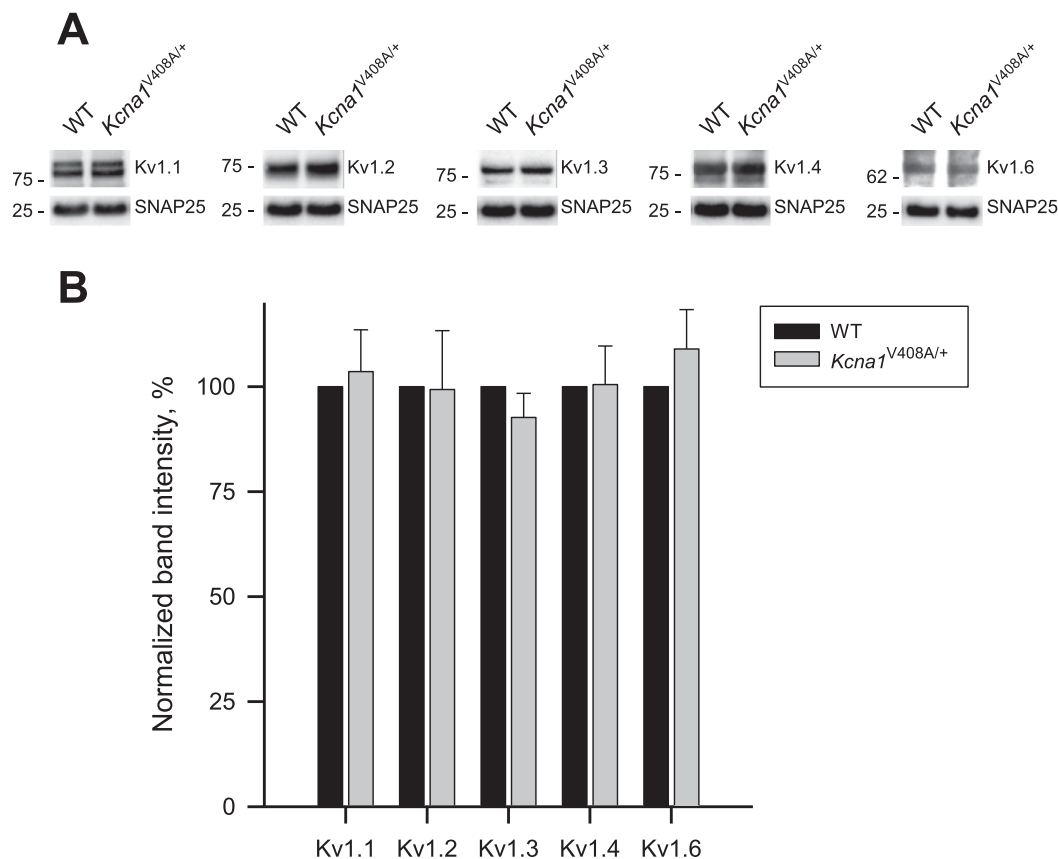 A
WT Kcna1V408A/+ WT Kcna1V408A/+ WT Kcna1V408A/+ WT Kcna1V408A/+ WT Kcna1V408A/+
75 - Kv1.1 75 - Kv1.2 75 - Kv1.3 75 - Kv1.4 62 - Kv1.6
25 - SNAP25 25 - SNAP25 25 - SNAP25 25 - SNAP25 25 - SNAP25
B
Normalized band intensity, %
100
75
50
25
0
Kv1.1 Kv1.2 Kv1.3 Kv1.4 Kv1.6
WT
Kcna1V408A/+